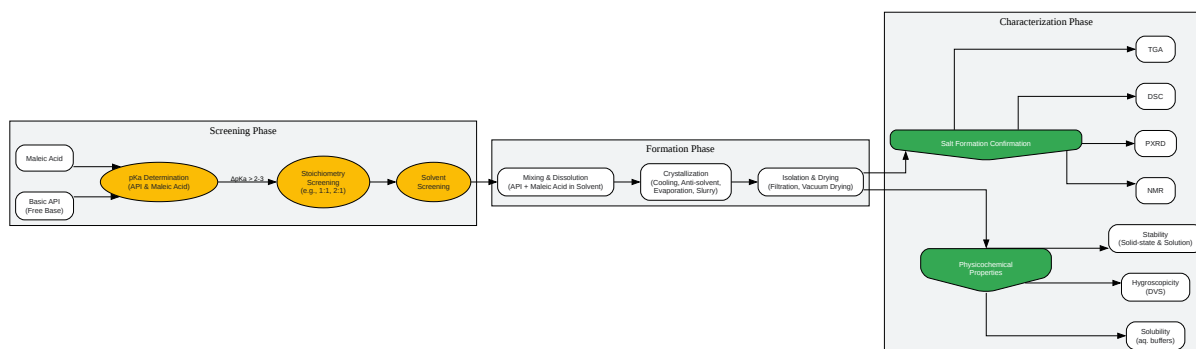 Screening Phase
Maleic Acid
Basic API
(Free Base)
pKa Determination
(API & Maleic Acid)
ΔpKa > 2-3
Stoichiometry
Screening
(e.g., 1:1, 2:1)
Solvent
Screening
Formation Phase
Mixing & Dissolution
(API + Maleic Acid in Solvent)
Crystallization
(Cooling, Anti-solvent,
Evaporation, Slurry)
Isolation & Drying
(Filtration, Vacuum Drying)
Characterization Phase
Salt Formation Confirmation
TGA
DSC
PXRD
NMR
Physicochemical
Properties
Stability
(Solid-state & Solution)
Hygroscopicity
(DVS)
Solubility
(aq. buffers)